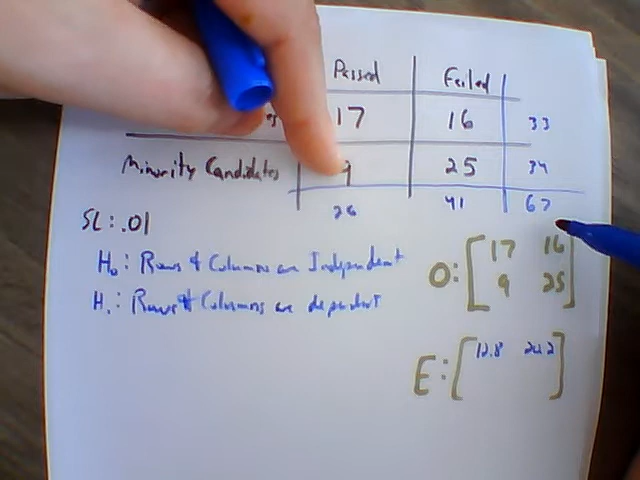 Passed Failed
17 16 33
Minority Candidates 9 25 34
26 41 67
SL: .01
H₀: Rows & Columns are Independent
H₁: Rows & Columns are dependent
O: [17 16
9 25]
E: [12.8 20.2]